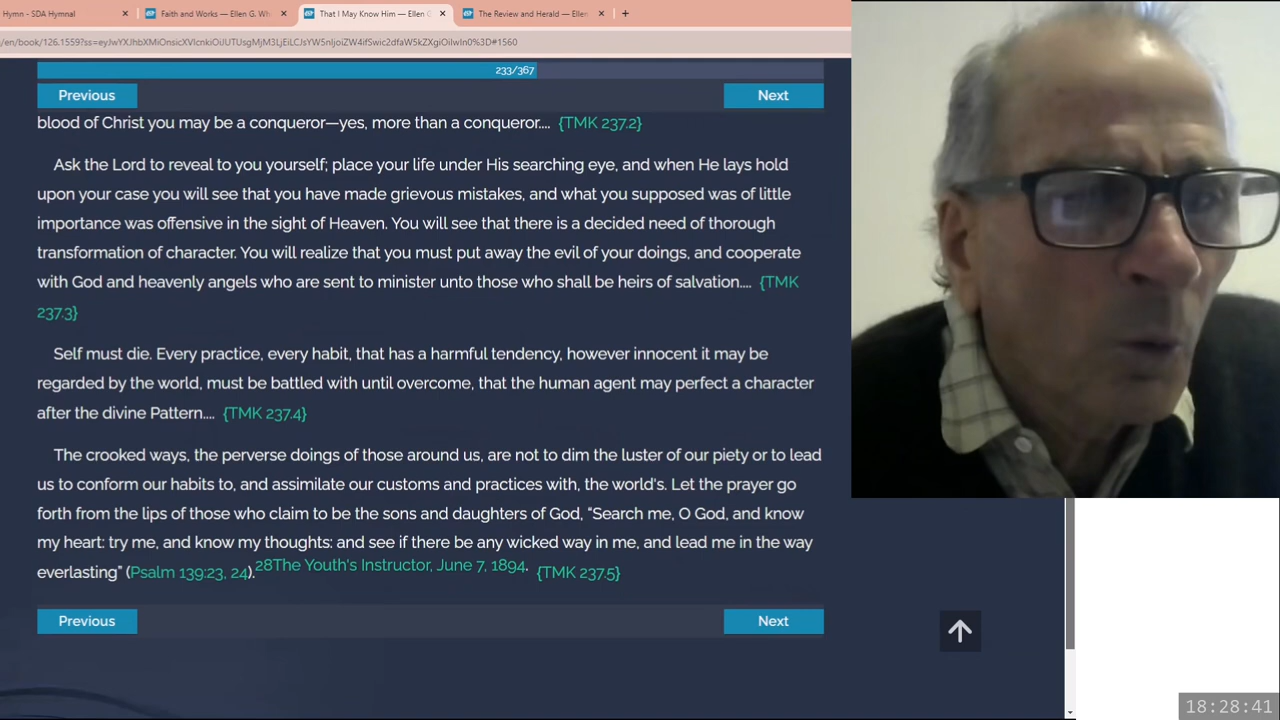 Hymn - SDA Hymnal
Faith and Works — Ellen G. Wh
That I May Know Him — Ellen G
The Review and Herald — Ellen
/en/book/126.1559?ss=eyJwYXJhbXMiOnsicXVlcnkiOiJUTUsgMjM3LjEiLCJsYW5nIjoiZW4ifSwic2dfaW5kZXgiOiIwIn0%3D#1560
233/367
Previous
Next
blood of Christ you may be a conqueror—yes, more than a conqueror.... {TMK 237.2}
Ask the Lord to reveal to you yourself; place your life under His searching eye, and when He lays hold
upon your case you will see that you have made grievous mistakes, and what you supposed was of little
importance was offensive in the sight of Heaven. You will see that there is a decided need of thorough
transformation of character. You will realize that you must put away the evil of your doings, and cooperate
with God and heavenly angels who are sent to minister unto those who shall be heirs of salvation.... {TMK
237.3}
Self must die. Every practice, every habit, that has a harmful tendency, however innocent it may be
regarded by the world, must be battled with until overcome, that the human agent may perfect a character
after the divine Pattern.... {TMK 237.4}
The crooked ways, the perverse doings of those around us, are not to dim the luster of our piety or to lead
us to conform our habits to, and assimilate our customs and practices with, the world's. Let the prayer go
forth from the lips of those who claim to be the sons and daughters of God, “Search me, O God, and know
my heart: try me, and know my thoughts: and see if there be any wicked way in me, and lead me in the way
everlasting” (Psalm 139:23, 24).28The Youth's Instructor, June 7, 1894. {TMK 237.5}
Previous
Next
18:28:41